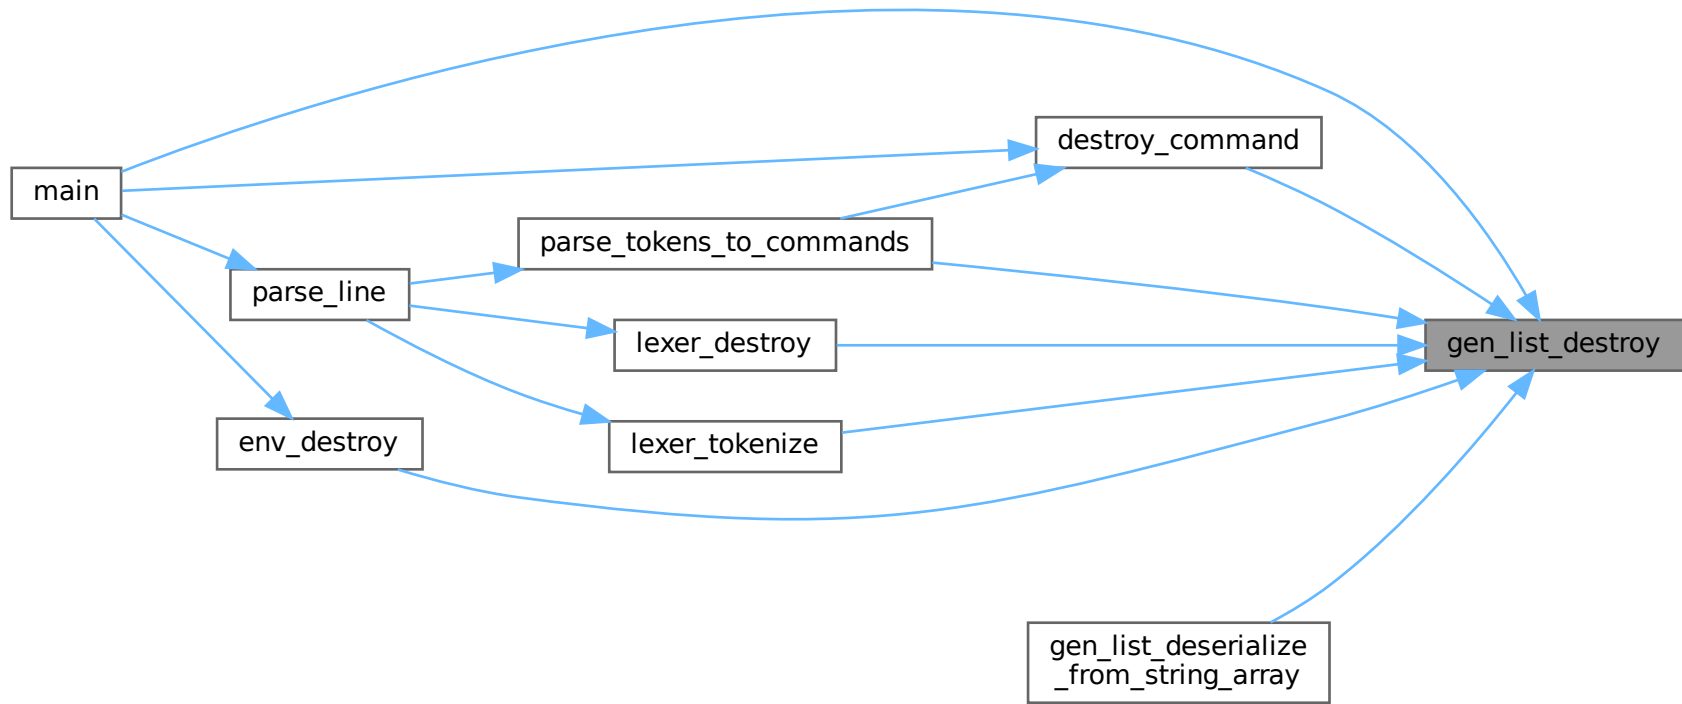 destroy_command
main
parse_tokens_to_commands
parse_line
lexer_destroy
gen_list_destroy
env_destroy
lexer_tokenize
gen_list_deserialize
_from_string_array